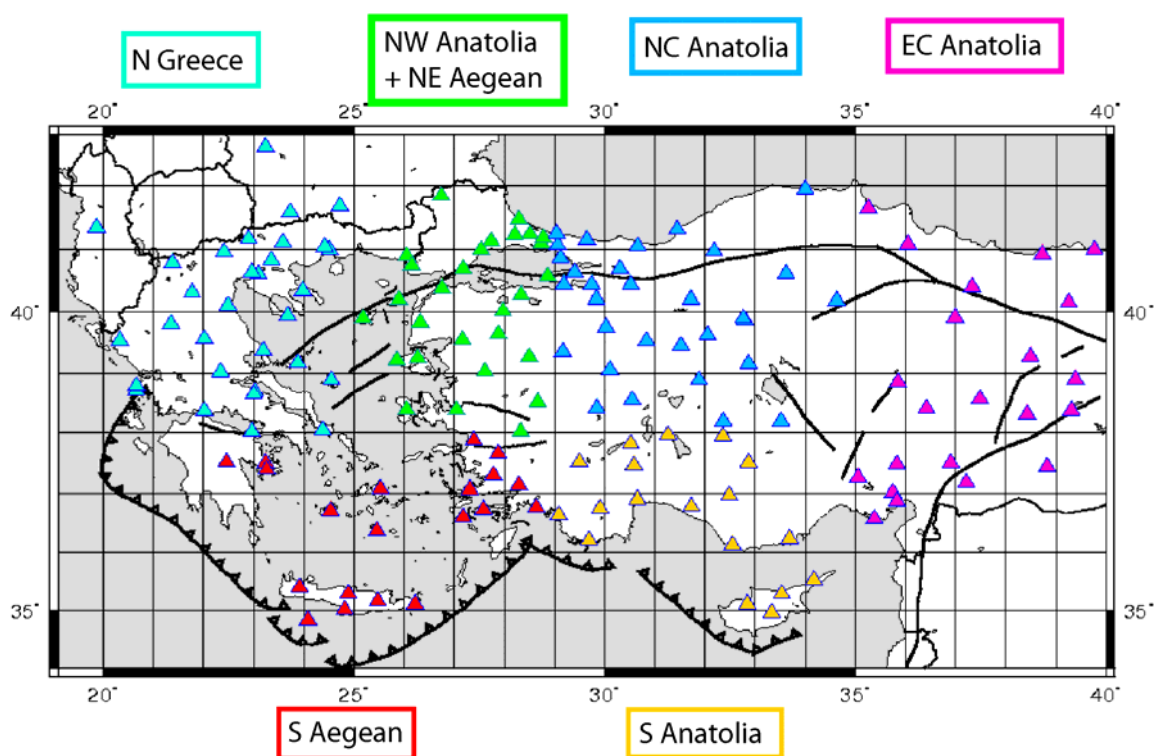 N Greece
NW Anatolia
+ NE Aegean
NC Anatolia
EC Anatolia
20° 25° 30° 35° 40°
40° 40°
35° 35°
20° 25° 30° 35° 40°
S Aegean
S Anatolia